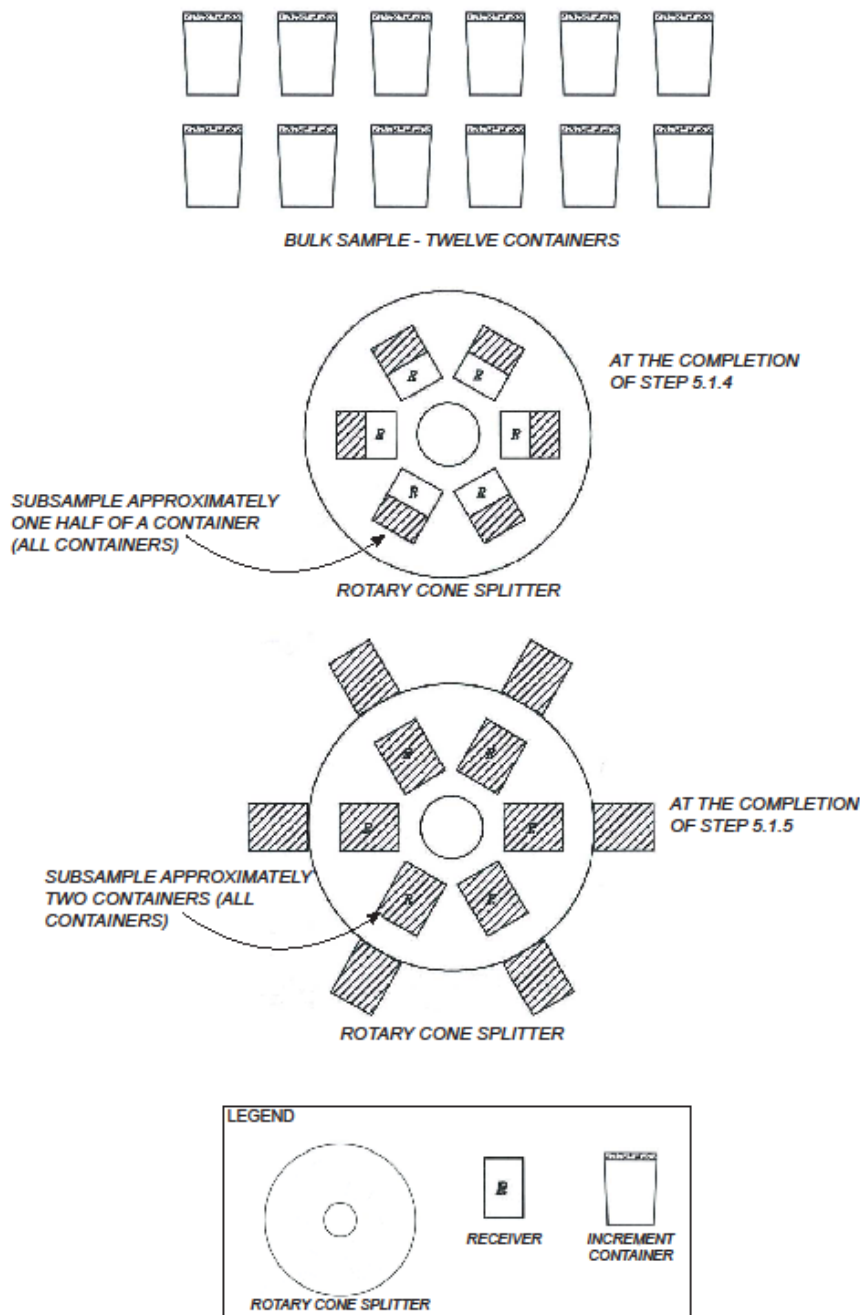 BULK SAMPLE - TWELVE CONTAINERS
AT THE COMPLETION
OF STEP 5.1.4
R
R
R
R
R
R
SUBSAMPLE APPROXIMATELY
ONE HALF OF A CONTAINER
(ALL CONTAINERS)
ROTARY CONE SPLITTER
R
R
AT THE COMPLETION
OF STEP 5.1.5
R
R
SUBSAMPLE APPROXIMATELY
TWO CONTAINERS (ALL
CONTAINERS)
R
R
ROTARY CONE SPLITTER
LEGEND
R
RECEIVER
INCREMENT
CONTAINER
ROTARY CONE SPLITTER